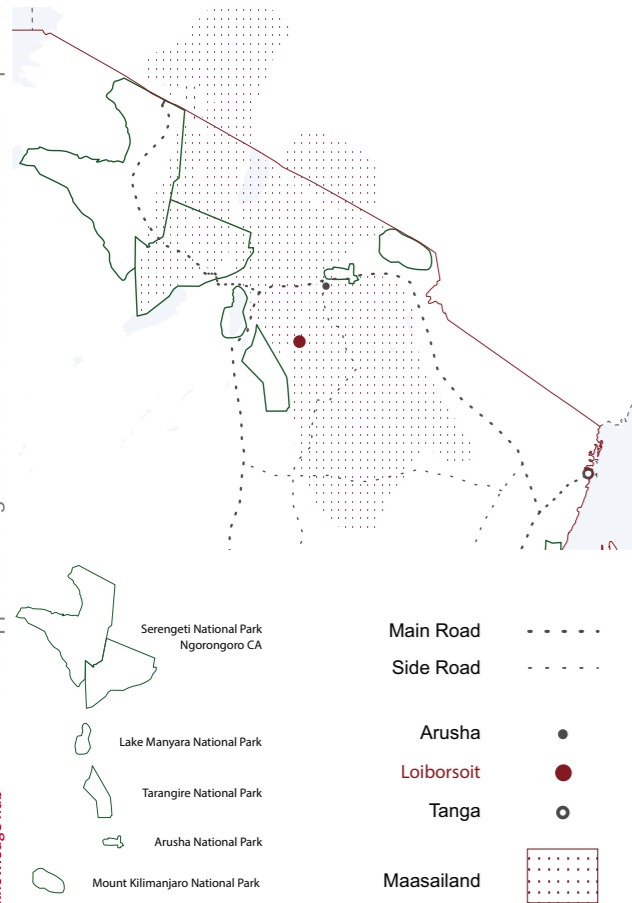 Serengeti National Park
Ngorongoro CA
Lake Manyara National Park
Tarangire National Park
Arusha National Park
Mount Kilimanjaro National Park
Main Road
Side Road
Arusha
Loiborsoit
Tanga
Maasailand